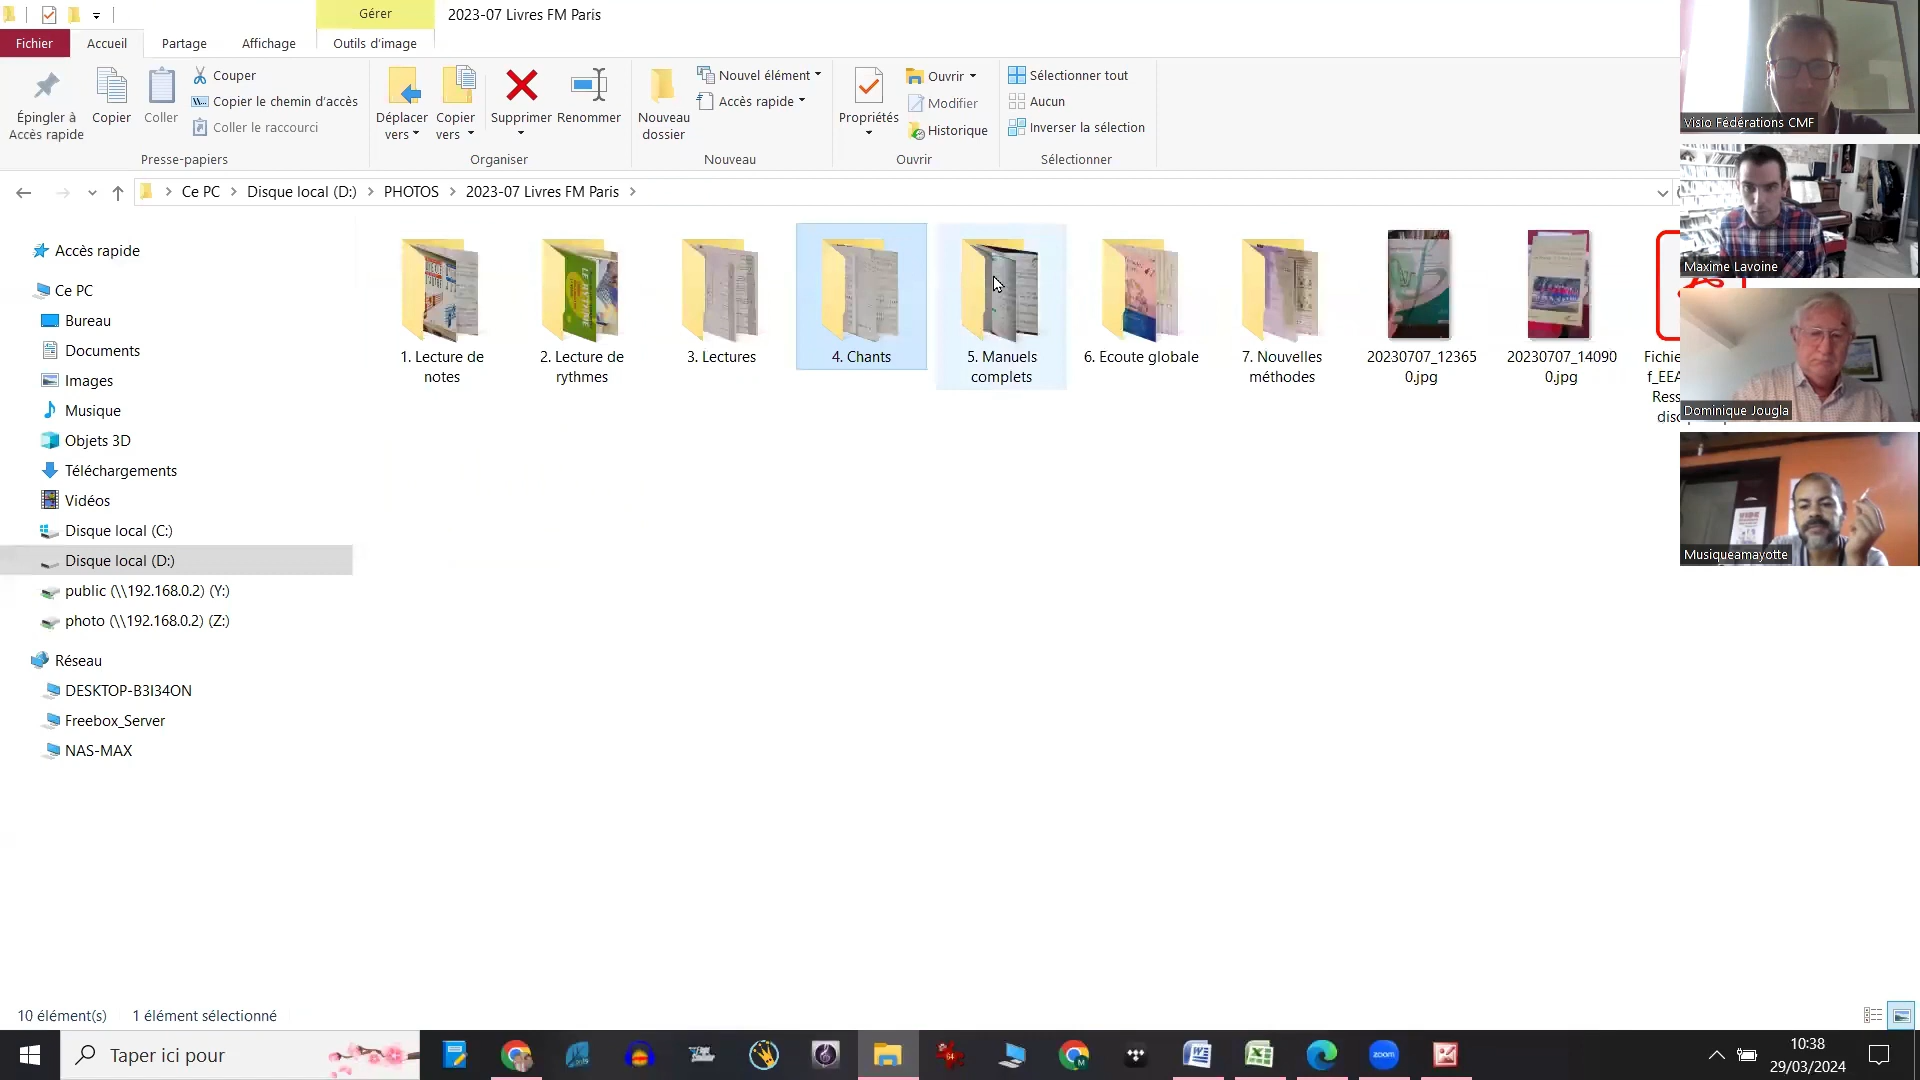 Gérer
2023-07 Livres FM Paris
Fichier
Accueil
Partage
Affichage
Outils d'image
Épingler à
Accès rapide
Copier
Coller
Couper
Copier le chemin d'accès
Coller le raccourci
Presse-papiers
Déplacer
vers
Copier
vers
Supprimer
Renommer
Organiser
Nouveau
dossier
Nouvel élément
Accès rapide
Nouveau
Propriétés
Ouvrir
Modifier
Historique
Ouvrir
Sélectionner tout
Aucun
Inverser la sélection
Sélectionner
Ce PC
Disque local (D:)
PHOTOS
2023-07 Livres FM Paris
Accès rapide
Ce PC
Bureau
Documents
Images
Musique
Objets 3D
Téléchargements
Vidéos
Disque local (C:)
Disque local (D:)
public (\\192.168.0.2) (Y:)
photo (\\192.168.0.2) (Z:)
Réseau
DESKTOP-B3I34ON
Freebox_Server
NAS-MAX
1. Lecture de
notes
2. Lecture de
rythmes
3. Lectures
4. Chants
5. Manuels
complets
6. Ecoute globale
7. Nouvelles
méthodes
20230707_12365
0.jpg
20230707_14090
0.jpg
Fichie
f_EEA
Ress
disc
Visio Fédérations CMF
Maxime Lavoine
Dominique Jougla
Musiqueamayotte
10 élément(s)
1 élément sélectionné
Taper ici pour
zoom
10:38
29/03/2024